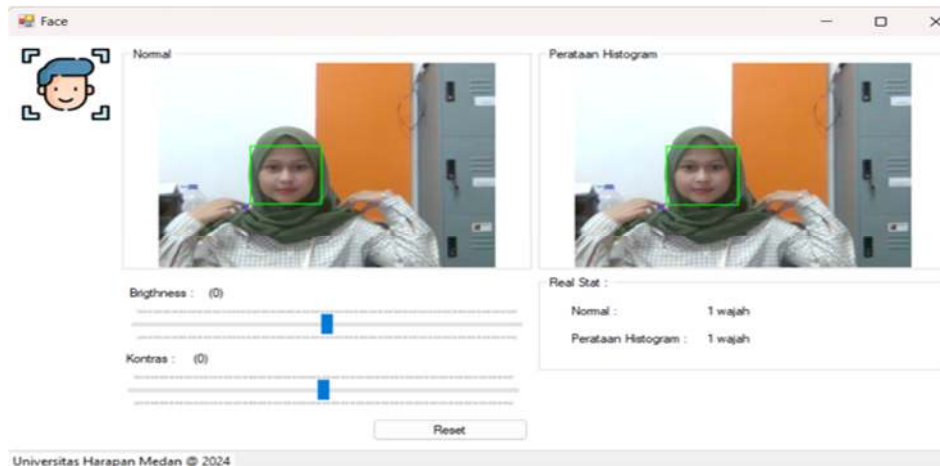 Face
Normal
Perataan Histogram
Brigthness : (0)
Kontras : (0)
Reset
Real Stat :
Normal : 1 wajah
Perataan Histogram : 1 wajah
Universitas Harapan Medan @ 2024